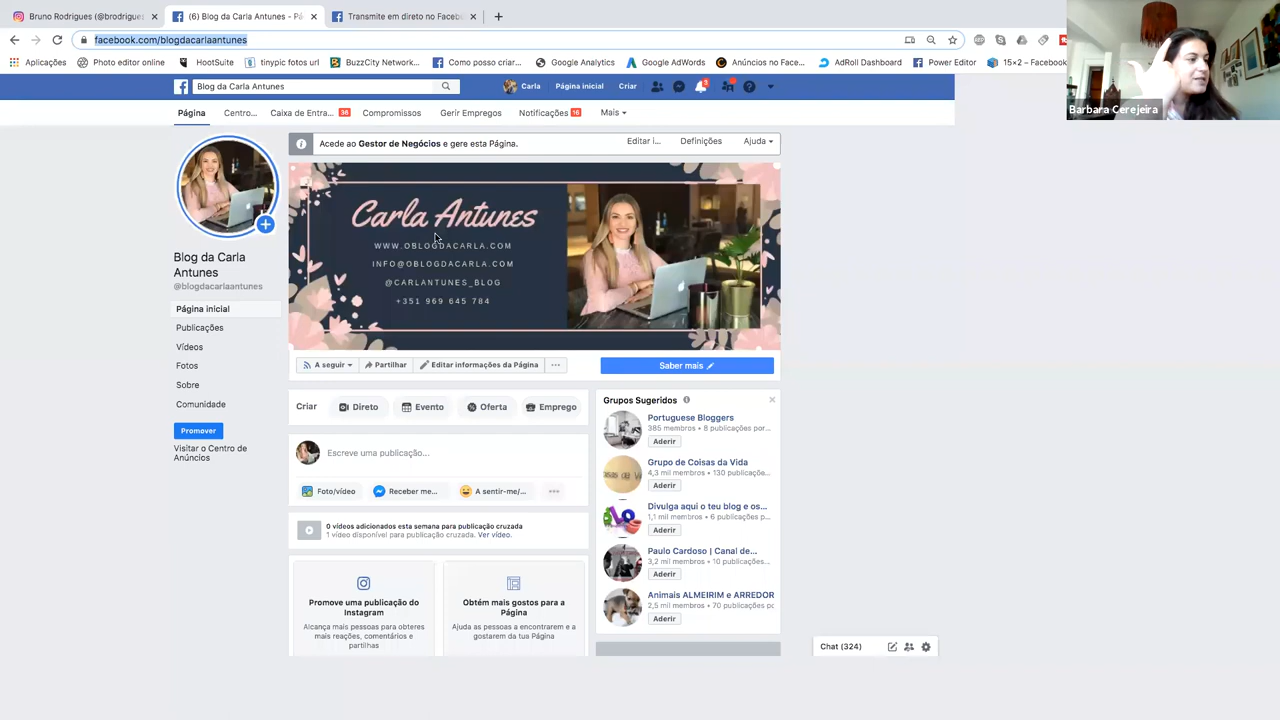 Bruno Rodrigues (@brodrigues
(6) Blog da Carla Antunes - Pá
Transmite em direto no Facebo
facebook.com/blogdacarlaantunes
Aplicações
Photo editor online
HootSuite
tinypic fotos url
BuzzCity Network...
Como posso criar...
Google Analytics
Google AdWords
Anúncios no Face...
AdRoll Dashboard
Power Editor
15×2 – Facebook
Barbara Cerejeira
Blog da Carla Antunes
Carla
Página inicial
Criar
3
Página
Centro...
Caixa de Entra...
36
Compromissos
Gerir Empregos
Notificações
16
Mais
Acede ao Gestor de Negócios e gere esta Página.
Editar i...
Definições
Ajuda
Carla Antunes
WWW.OBLOGDACARLA.COM
INFO@OBLOGDACARLA.COM
@CARLANTUNES_BLOG
+351 969 645 784
Blog da Carla
Antunes
@blogdacarlaantunes
Página inicial
Publicações
Vídeos
Fotos
Sobre
Comunidade
Promover
Visitar o Centro de
Anúncios
A seguir
Partilhar
Editar informações da Página
...
Saber mais
Criar
Direto
Evento
Oferta
Emprego
Escreve uma publicação...
Foto/vídeo
Receber me...
A sentir-me/...
0 vídeos adicionados esta semana para publicação cruzada
1 vídeo disponível para publicação cruzada. Ver vídeo.
Promove uma publicação do
Instagram
Alcança mais pessoas para obteres
mais reações, comentários e
partilhas
Obtém mais gostos para a
Página
Ajuda as pessoas a encontrarem e a
gostarem da tua Página
Grupos Sugeridos
Portuguese Bloggers
385 membros • 8 publicações por...
Aderir
Grupo de Coisas da Vida
4,3 mil membros • 130 publicaçõe...
Aderir
Divulga aqui o teu blog e os...
1,1 mil membros • 6 publicações p...
Aderir
Paulo Cardoso | Canal de...
3,2 mil membros • 10 publicações...
Aderir
Animais ALMEIRIM e ARREDOR
2,5 mil membros • 70 publicações pc
Aderir
Chat (324)